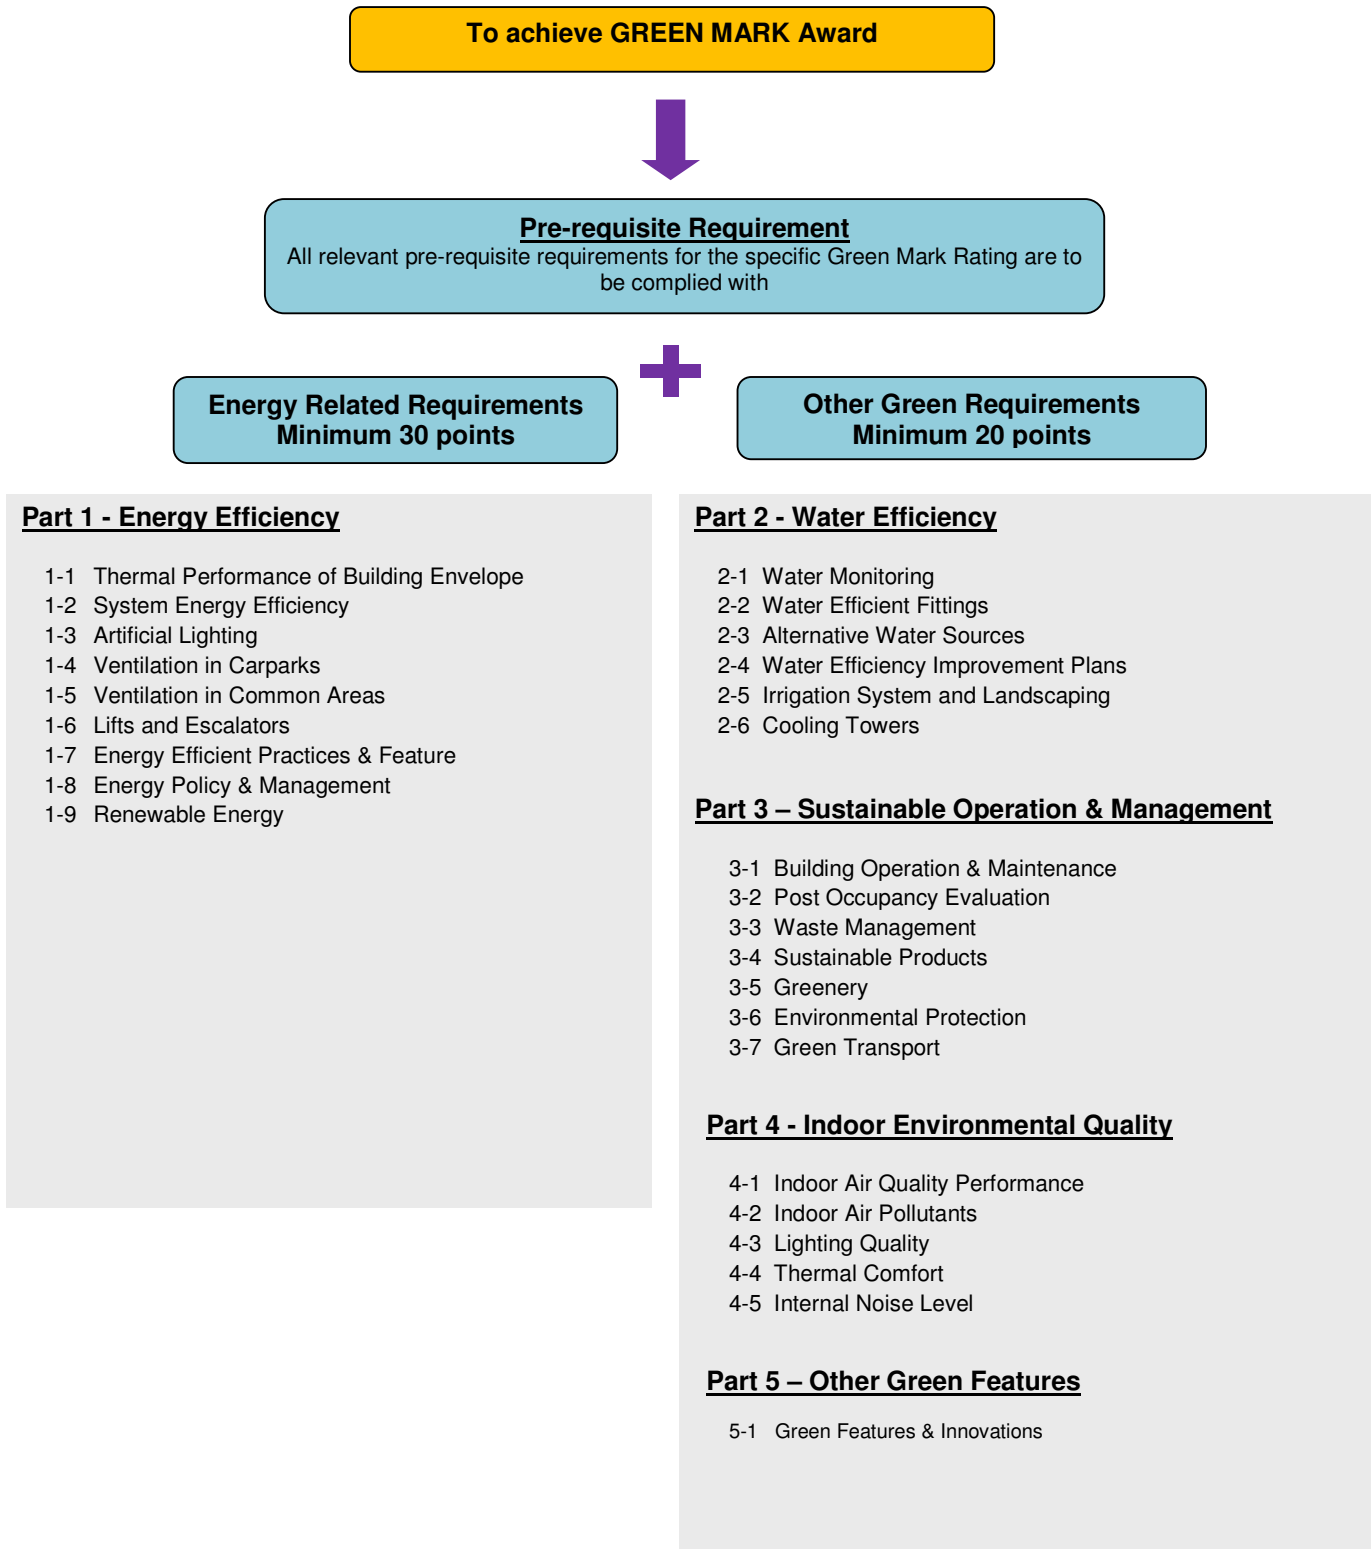 To achieve GREEN MARK Award
Pre-requisite Requirement
All relevant pre-requisite requirements for the specific Green Mark Rating are to
be complied with
Energy Related Requirements
Minimum 30 points
Other Green Requirements
Minimum 20 points
Part 1 - Energy Efficiency
1-1 Thermal Performance of Building Envelope
1-2 System Energy Efficiency
1-3 Artificial Lighting
1-4 Ventilation in Carparks
1-5 Ventilation in Common Areas
1-6 Lifts and Escalators
1-7 Energy Efficient Practices & Feature
1-8 Energy Policy & Management
1-9 Renewable Energy
Part 2 - Water Efficiency
2-1 Water Monitoring
2-2 Water Efficient Fittings
2-3 Alternative Water Sources
2-4 Water Efficiency Improvement Plans
2-5 Irrigation System and Landscaping
2-6 Cooling Towers
Part 3 – Sustainable Operation & Management
3-1 Building Operation & Maintenance
3-2 Post Occupancy Evaluation
3-3 Waste Management
3-4 Sustainable Products
3-5 Greenery
3-6 Environmental Protection
3-7 Green Transport
Part 4 - Indoor Environmental Quality
4-1 Indoor Air Quality Performance
4-2 Indoor Air Pollutants
4-3 Lighting Quality
4-4 Thermal Comfort
4-5 Internal Noise Level
Part 5 – Other Green Features
5-1 Green Features & Innovations